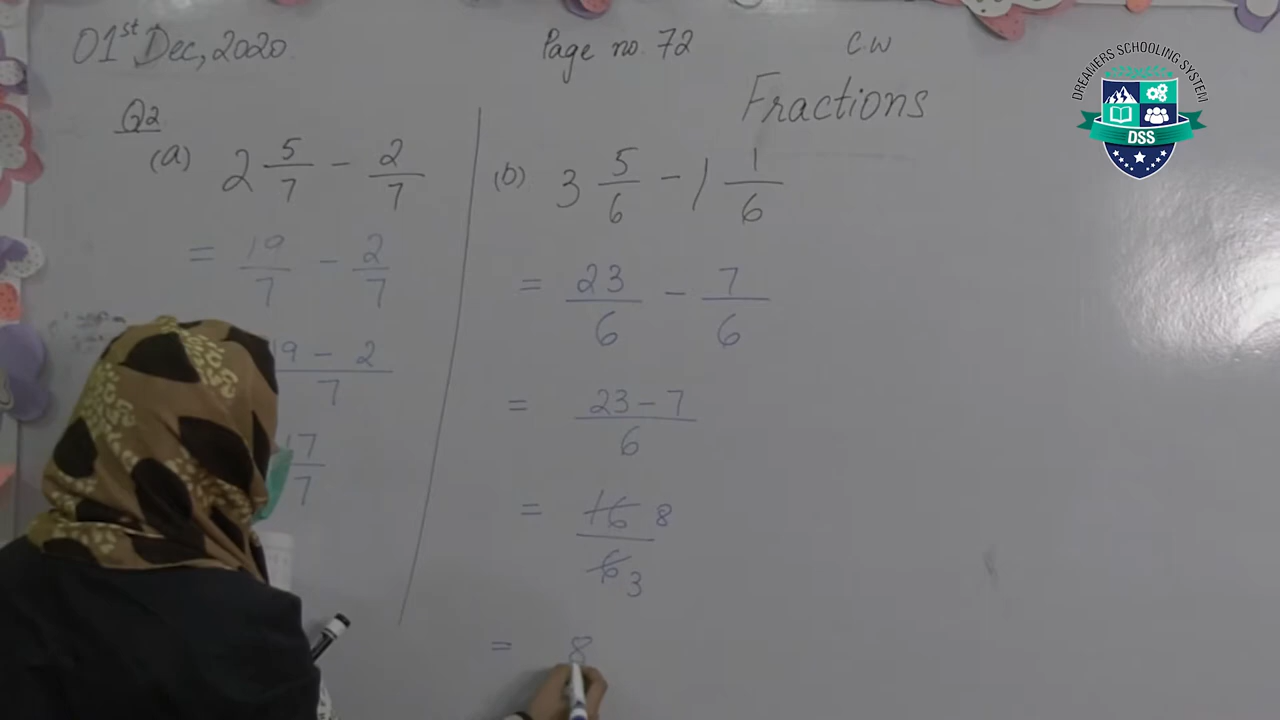 01st Dec, 2020.
Page no. 72
C.W
Fractions
Q2
(a) 2 5/7 - 2/7
= 19/7 - 2/7
19 - 2 / 7
17/7
(b) 3 5/6 - 1 1/6
= 23/6 - 7/6
= 23 - 7 / 6
= 16 8 / 6 3
= 8
DREAMERS SCHOOLING SYSTEM
DSS